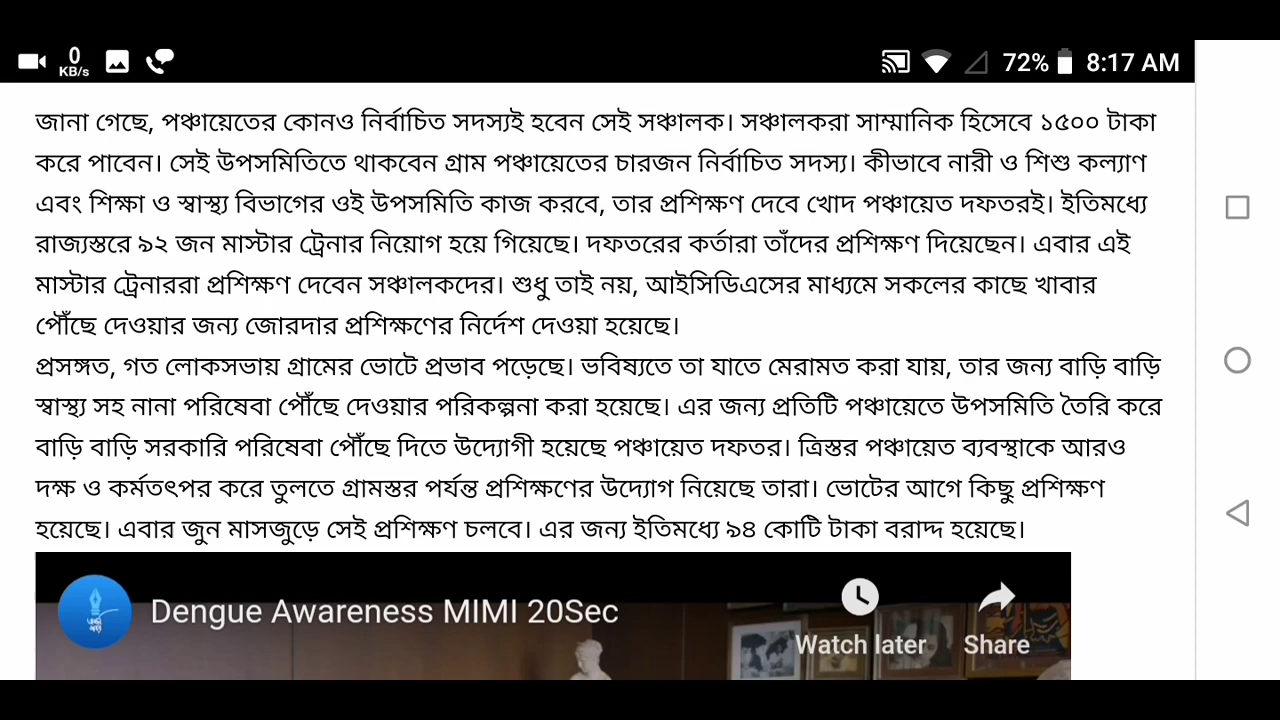 0
KB/s
72%
8:17 AM
জানা গেছে, পঞ্চায়েতের কোনও নির্বাচিত সদস্যই হবেন সেই সঞ্চালক। সঞ্চালকরা সাম্মানিক হিসেবে ১৫০০ টাকা
করে পাবেন। সেই উপসমিতিতে থাকবেন গ্রাম পঞ্চায়েতের চারজন নির্বাচিত সদস্য। কীভাবে নারী ও শিশু কল্যাণ
এবং শিক্ষা ও স্বাস্থ্য বিভাগের ওই উপসমিতি কাজ করবে, তার প্রশিক্ষণ দেবে খোদ পঞ্চায়েত দফতরই। ইতিমধ্যে
রাজ্যস্তরে ৯২ জন মাস্টার ট্রেনার নিয়োগ হয়ে গিয়েছে। দফতরের কর্তারা তাঁদের প্রশিক্ষণ দিয়েছেন। এবার এই
মাস্টার ট্রেনাররা প্রশিক্ষণ দেবেন সঞ্চালকদের। শুধু তাই নয়, আইসিডিএসের মাধ্যমে সকলের কাছে খাবার
পৌঁছে দেওয়ার জন্য জোরদার প্রশিক্ষণের নির্দেশ দেওয়া হয়েছে।
প্রসঙ্গত, গত লোকসভায় গ্রামের ভোটে প্রভাব পড়েছে। ভবিষ্যতে তা যাতে মেরামত করা যায়, তার জন্য বাড়ি বাড়ি
স্বাস্থ্য সহ নানা পরিষেবা পৌঁছে দেওয়ার পরিকল্পনা করা হয়েছে। এর জন্য প্রতিটি পঞ্চায়েতে উপসমিতি তৈরি করে
বাড়ি বাড়ি সরকারি পরিষেবা পৌঁছে দিতে উদ্যোগী হয়েছে পঞ্চায়েত দফতর। ত্রিস্তর পঞ্চায়েত ব্যবস্থাকে আরও
দক্ষ ও কর্মতৎপর করে তুলতে গ্রামস্তর পর্যন্ত প্রশিক্ষণের উদ্যোগ নিয়েছে তারা। ভোটের আগে কিছু প্রশিক্ষণ
হয়েছে। এবার জুন মাসজুড়ে সেই প্রশিক্ষণ চলবে। এর জন্য ইতিমধ্যে ৯৪ কোটি টাকা বরাদ্দ হয়েছে।
Dengue Awareness MIMI 20Sec
Watch later
Share